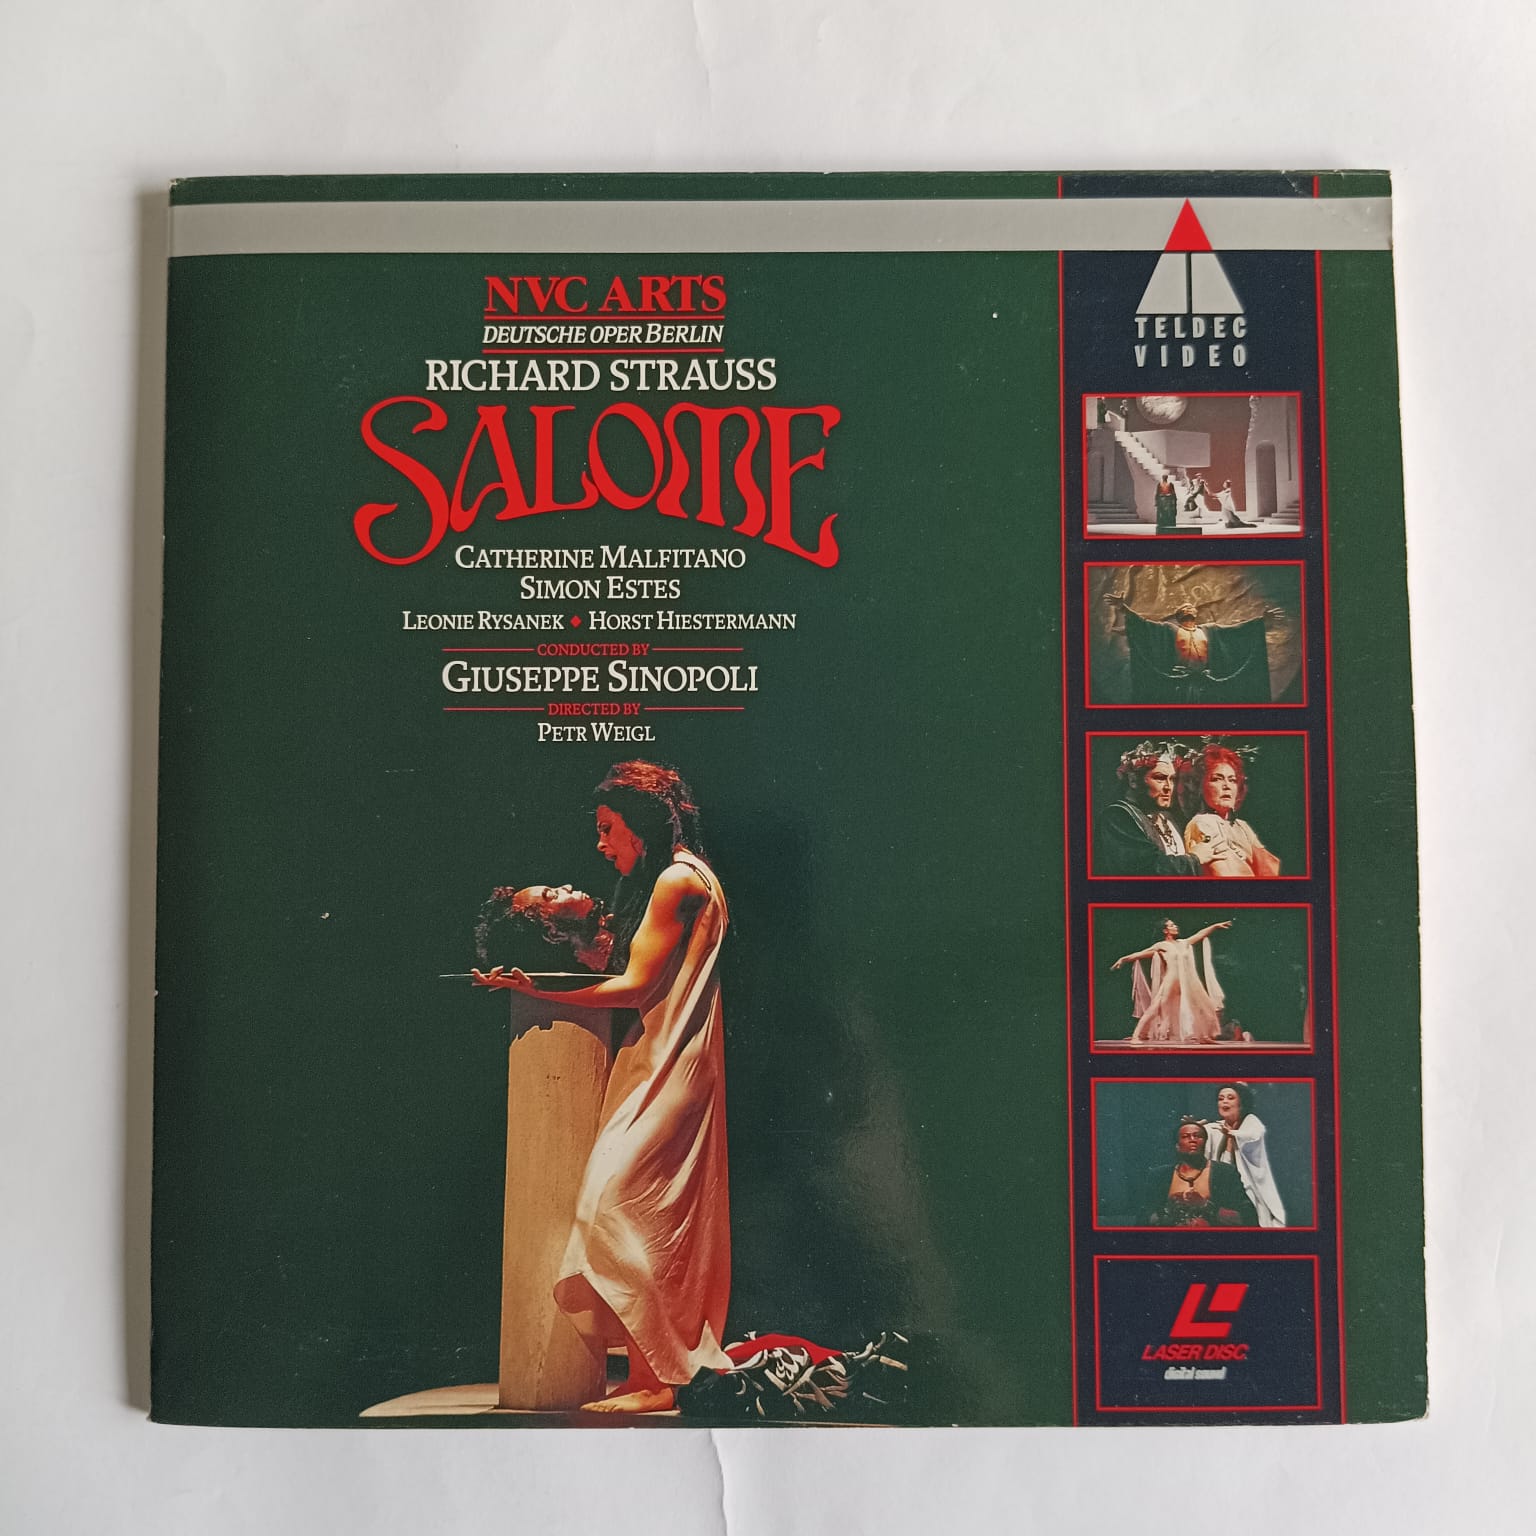 NVC ARTS
DEUTSCHE OPER BERLIN
RICHARD STRAUSS
SALOME
CATHERINE MALFITANO
SIMON ESTES
LEONIE RYSANEK ♦ HORST HIESTERMANN
CONDUCTED BY
GIUSEPPE SINOPOLI
DIRECTED BY
PETR WEIGL
TELDEC
VIDEO
LASER DISC
digital sound